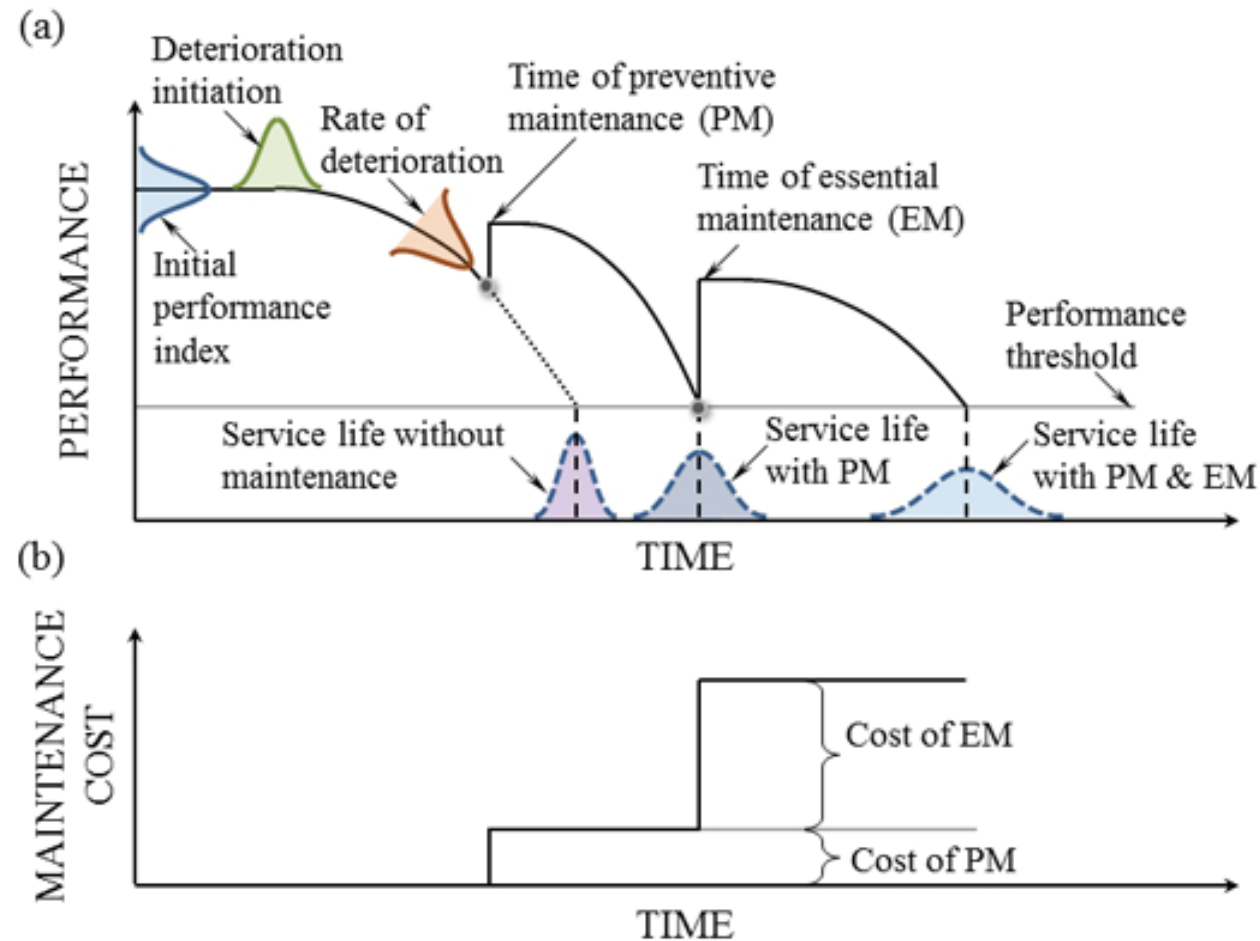 (a)
Deterioration
initiation
Rate of
deterioration
Time of preventive
maintenance (PM)
Time of essential
maintenance (EM)
Initial
performance
index
Performance
threshold
PERFORMANCE
Service life without
maintenance
Service life
with PM
Service life
with PM & EM
TIME
(b)
MAINTENANCE
COST
Cost of EM
Cost of PM
TIME